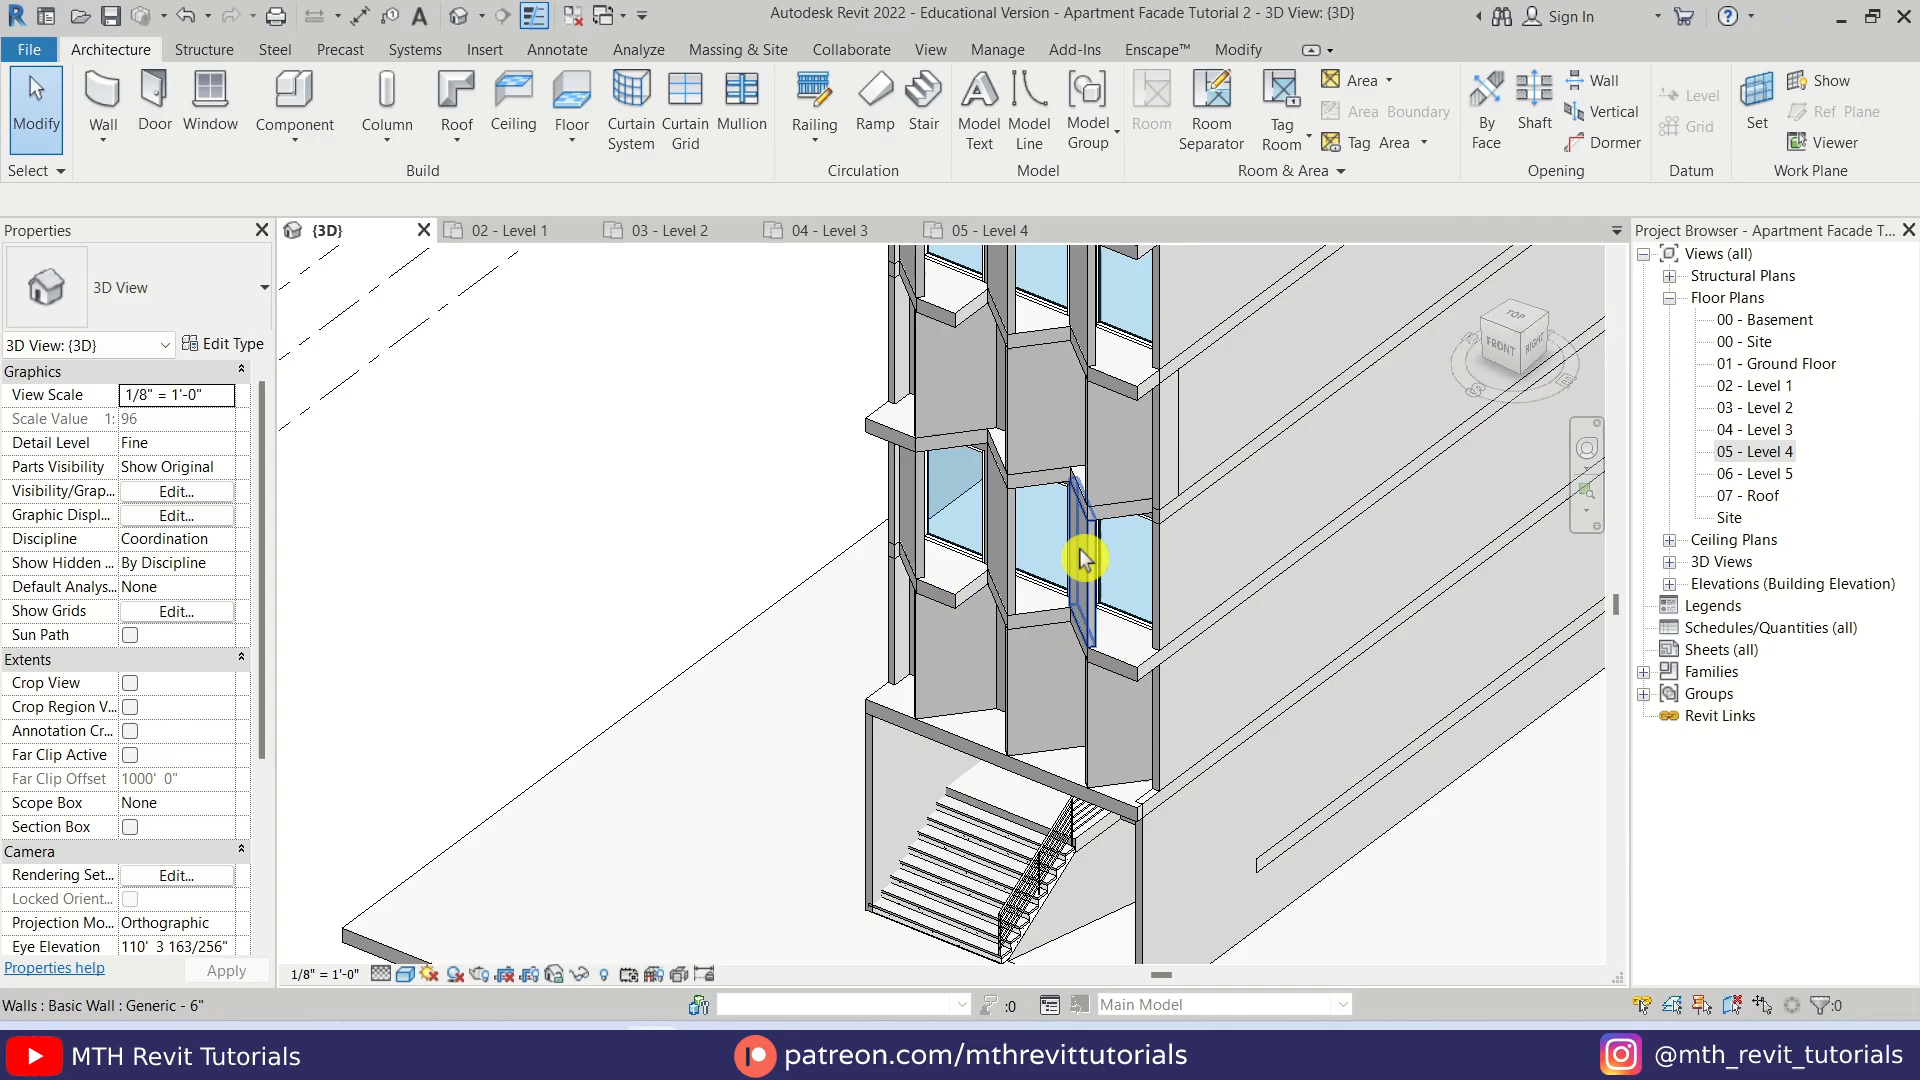 Autodesk Revit 2022 - Educational Version - Apartment Facade Tutorial 2 - 3D View: {3D}
Sign In
File Architecture Structure Steel Precast Systems Insert Annotate Analyze Massing & Site Collaborate View Manage Add-Ins Enscape™ Modify
Modify
Wall
Door
Window
Component
Column
Roof
Ceiling
Floor
Curtain System
Curtain Grid
Mullion
Railing
Ramp
Stair
Model Text
Model Line
Model Group
Room
Room Separator
Tag Room
Area
Area Boundary
Tag Area
By Face
Shaft
Wall
Vertical
Dormer
Level
Grid
Set
Show
Ref Plane
Viewer
Select Build Circulation Model Room & Area Opening Datum Work Plane
Properties
{3D} 02 - Level 1 03 - Level 2 04 - Level 3 05 - Level 4
3D View
3D View: {3D} Edit Type
Graphics
View Scale 1/8" = 1'-0"
Scale Value 1: 96
Detail Level Fine
Parts Visibility Show Original
Visibility/Grap... Edit...
Graphic Displ... Edit...
Discipline Coordination
Show Hidden ... By Discipline
Default Analys... None
Show Grids Edit...
Sun Path
Extents
Crop View
Crop Region V...
Annotation Cr...
Far Clip Active
Far Clip Offset 1000' 0"
Scope Box None
Section Box
Camera
Rendering Set... Edit...
Locked Orient...
Projection Mo... Orthographic
Eye Elevation 110' 3 163/256"
Properties help Apply
TOP
FRONT
RIGHT
S
E
Project Browser - Apartment Facade T...
Views (all)
Structural Plans
Floor Plans
00 - Basement
00 - Site
01 - Ground Floor
02 - Level 1
03 - Level 2
04 - Level 3
05 - Level 4
06 - Level 5
07 - Roof
Site
Ceiling Plans
3D Views
Elevations (Building Elevation)
Legends
Schedules/Quantities (all)
Sheets (all)
Families
Groups
Revit Links
1/8" = 1'-0"
Walls : Basic Wall : Generic - 6"
:0
Main Model
:0
MTH Revit Tutorials
patreon.com/mthrevittutorials
@mth_revit_tutorials